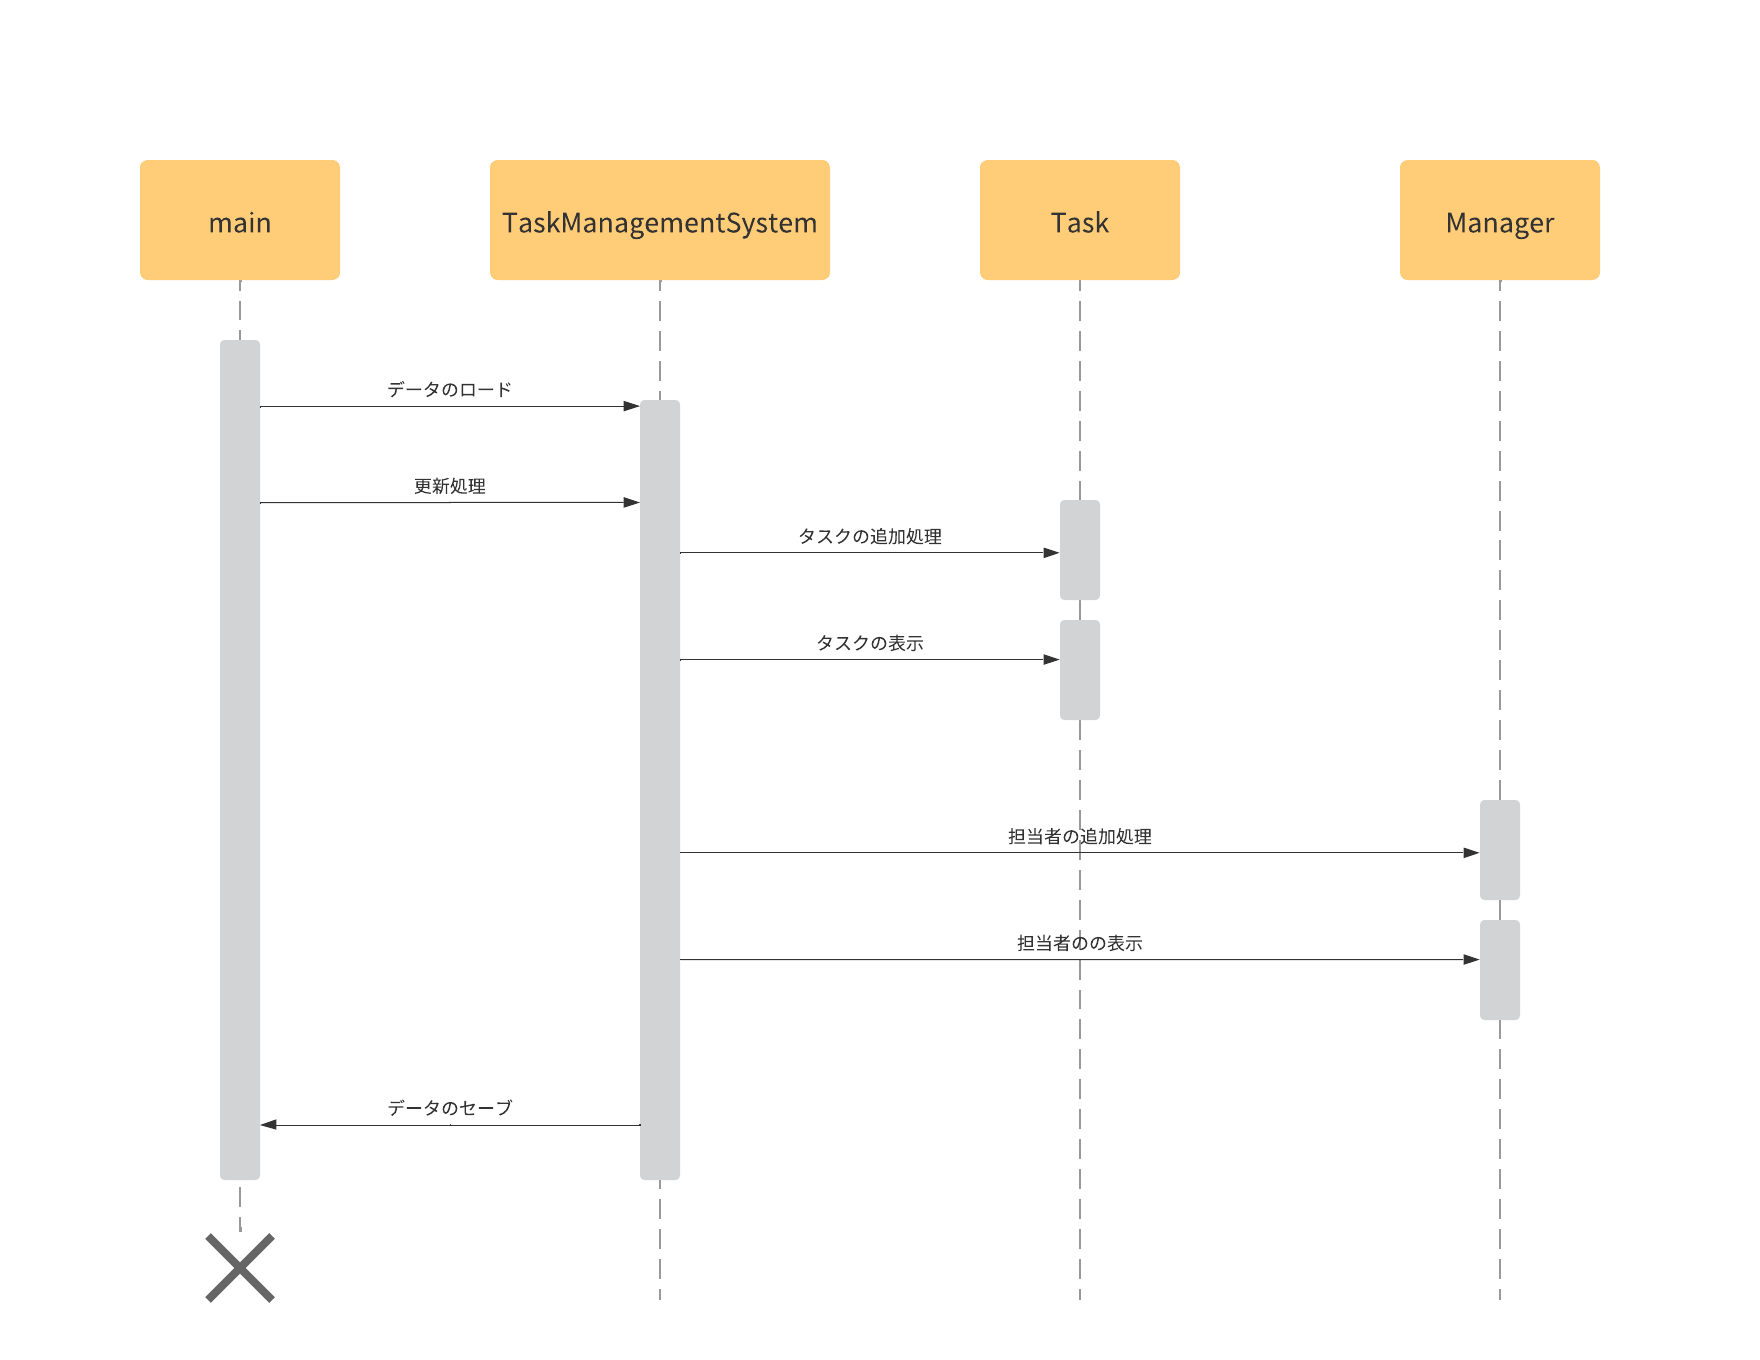 main
TaskManagementSystem
Task
Manager
データのロード
更新処理
タスクの追加処理
タスクの表示
担当者の追加処理
担当者のの表示
データのセーブ